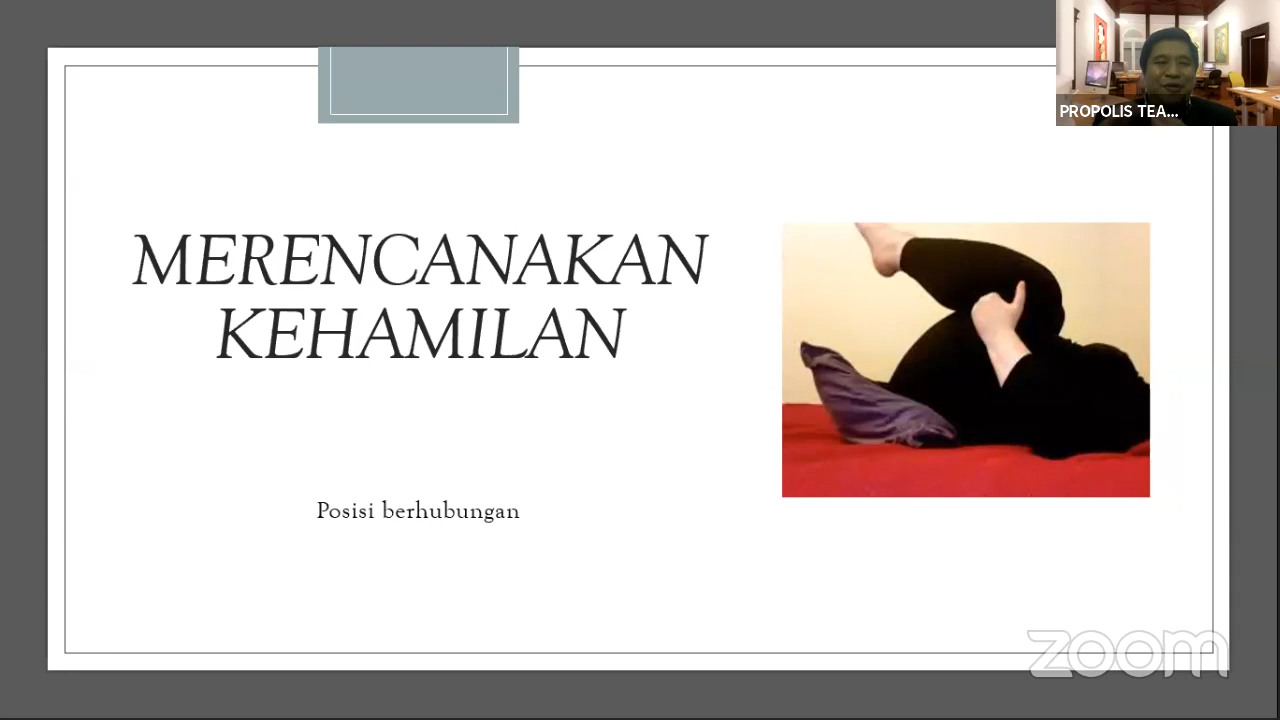 PROPOLIS TEA...
MERENCANAKAN
KEHAMILAN
Posisi berhubungan
zoom